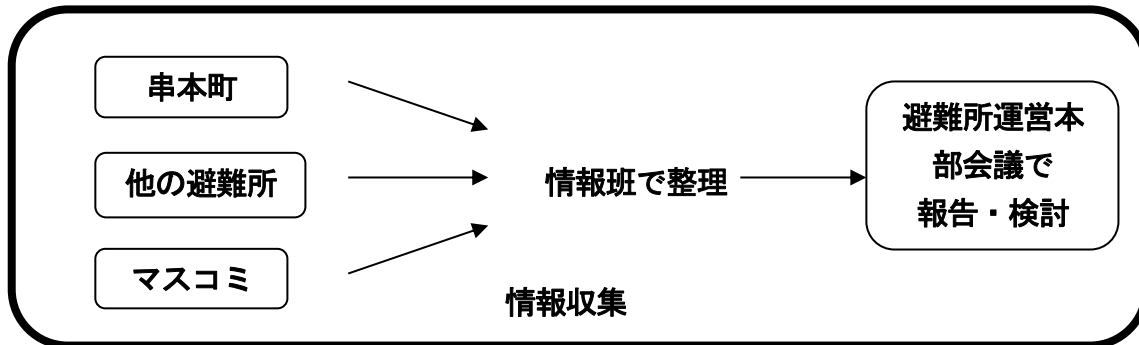 串本町
他の避難所
マスコミ
情報班で整理
避難所運営本
部会議で
報告・検討
情報収集